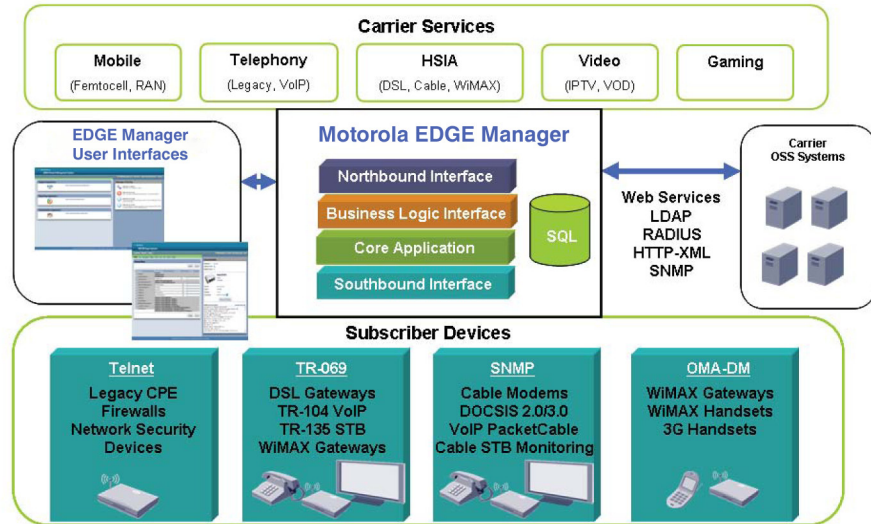 Carrier Services
Mobile
(Femtocell, RAN)
Telephony
(Legacy, VoIP)
HSIA
(DSL, Cable, WiMAX)
Video
(IPTV, VOD)
Gaming
EDGE Manager
User Interfaces
Motorola EDGE Manager
Northbound Interface
Business Logic Interface
Core Application
Southbound Interface
SQL
Web Services
LDAP
RADIUS
HTTP-XML
SNMP
Carrier
OSS Systems
Subscriber Devices
Telnet
Legacy CPE
Firewalls
Network Security
Devices
TR-069
DSL Gateways
TR-104 VoIP
TR-135 STB
WiMAX Gateways
SNMP
Cable Modems
DOCSIS 2.0/3.0
VoIP PacketCable
Cable STB Monitoring
OMA-DM
WiMAX Gateways
WiMAX Handsets
3G Handsets